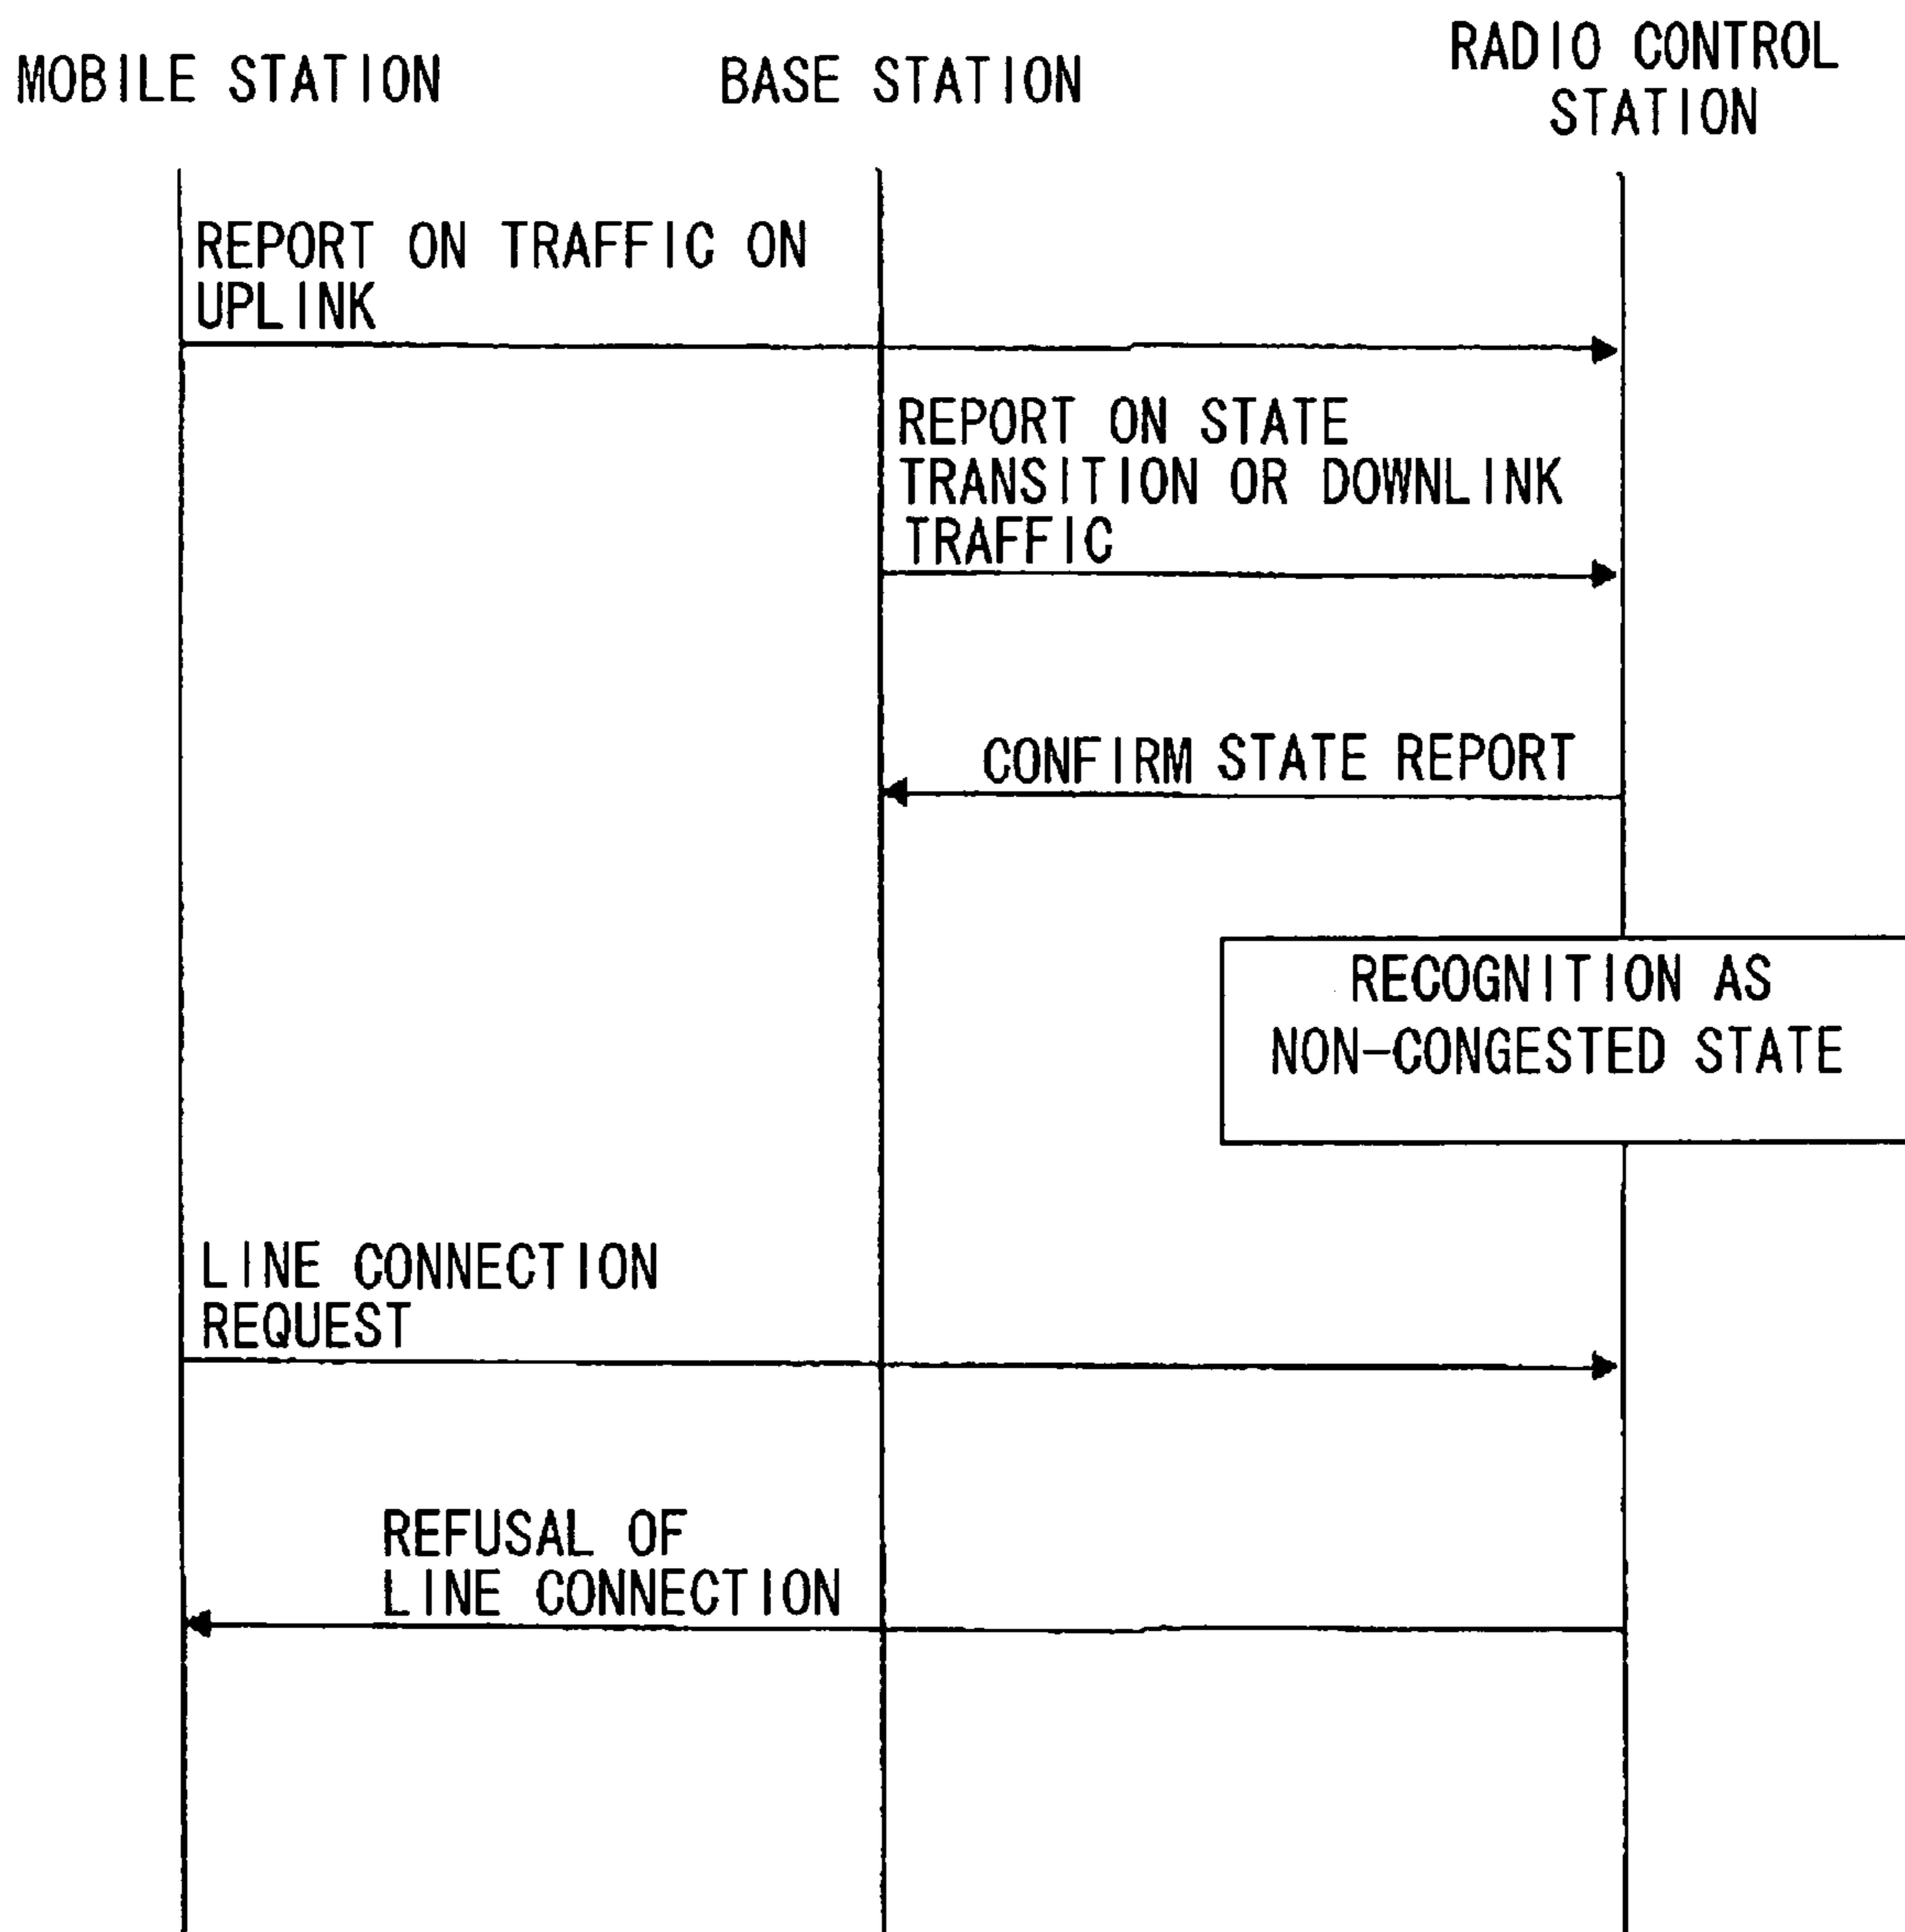 MOBILE STATION
BASE STATION
RADIO CONTROL
STATION
REPORT ON TRAFFIC ON
UPLINK
REPORT ON STATE
TRANSITION OR DOWNLINK
TRAFFIC
CONFIRM STATE REPORT
RECOGNITION AS
NON-CONGESTED STATE
LINE CONNECTION
REQUEST
REFUSAL OF
LINE CONNECTION